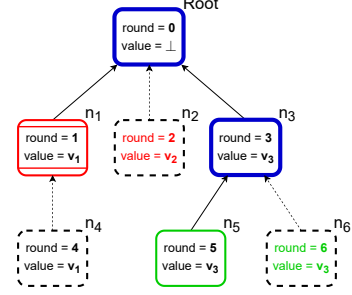 Root
round = 0
value = ⊥
n1
n2
n3
round = 1
value = v1
round = 2
value = v2
round = 3
value = v3
n4
n5
n6
round = 4
value = v1
round = 5
value = v3
round = 6
value = v3